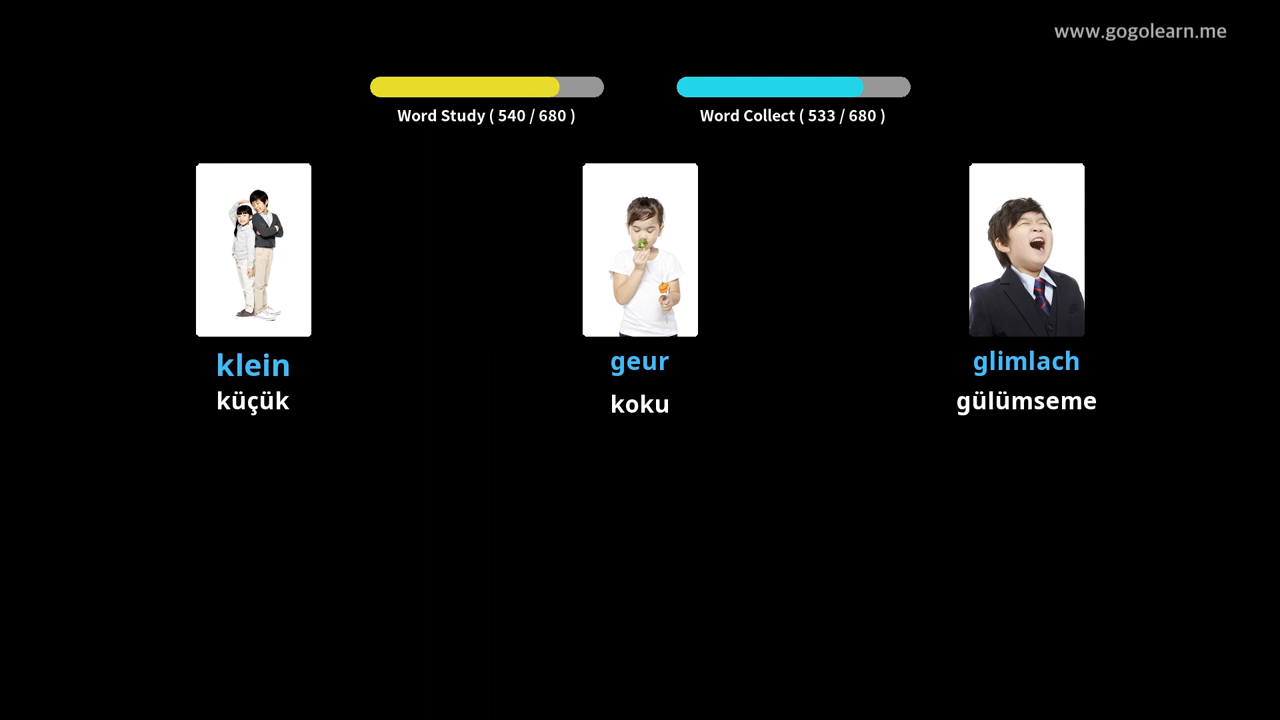 www.gogolearn.me
Word Study ( 540 / 680 )
Word Collect ( 533 / 680 )
klein
küçük
geur
koku
glimlach
gülümseme